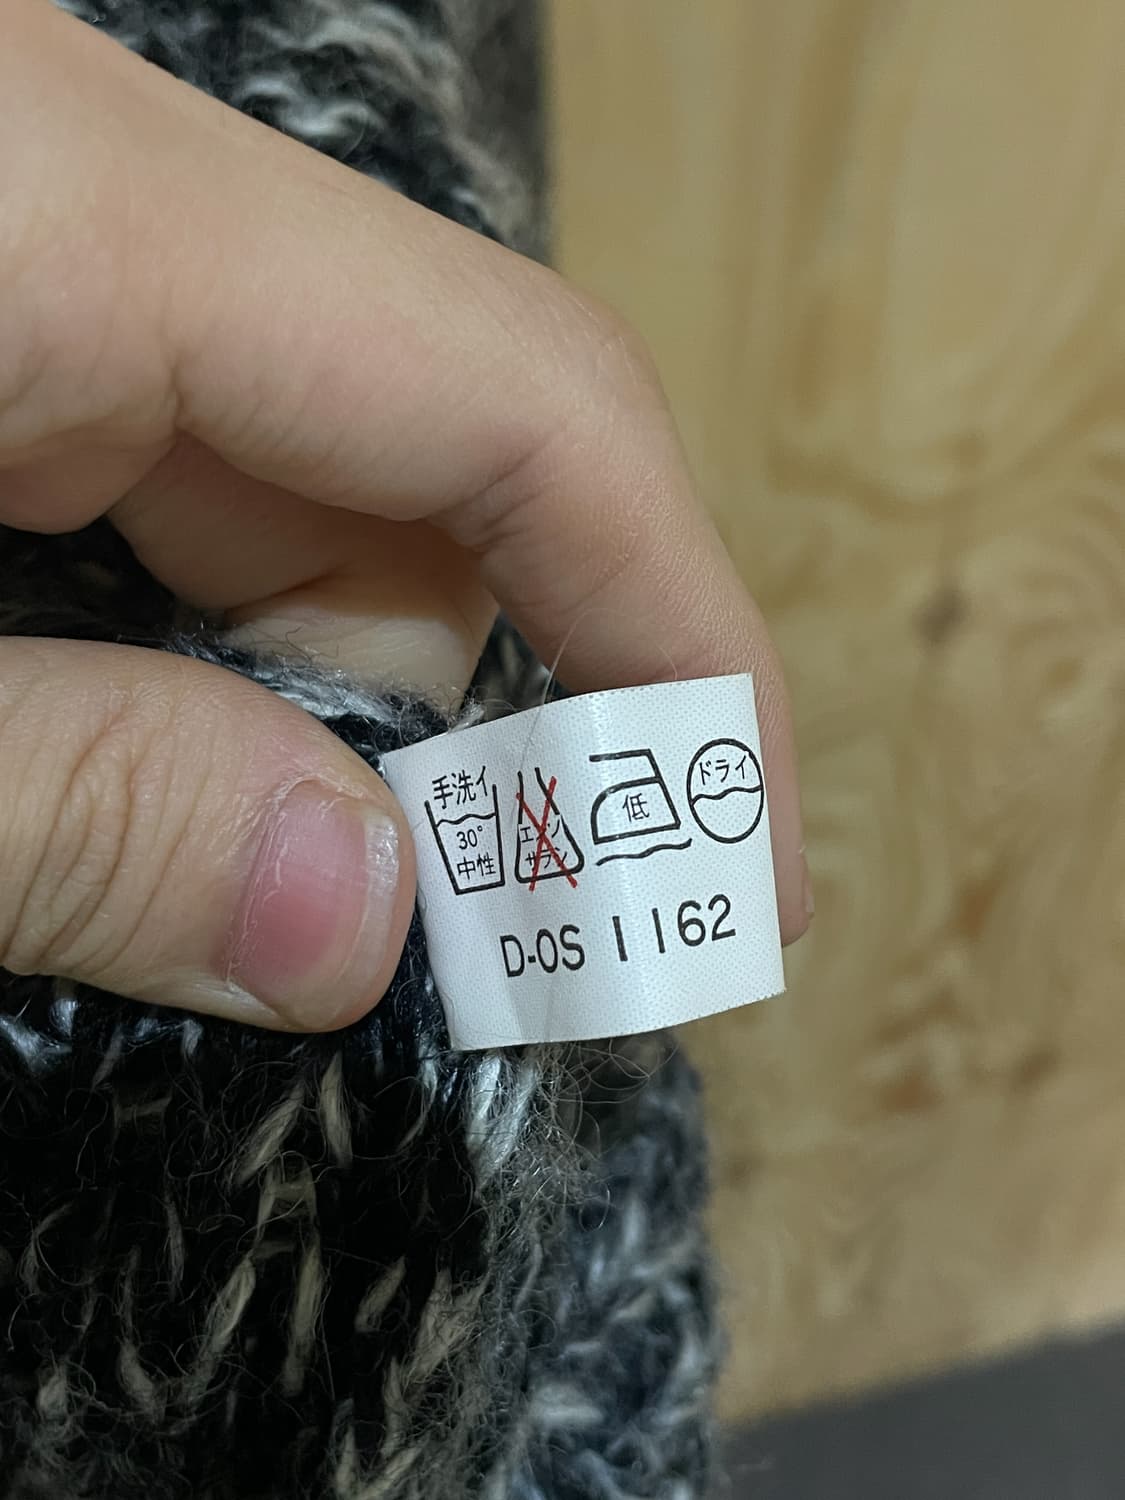 手洗イ
30°
中性
エンソ
サラシ
低
ドライ
D-OS 1162